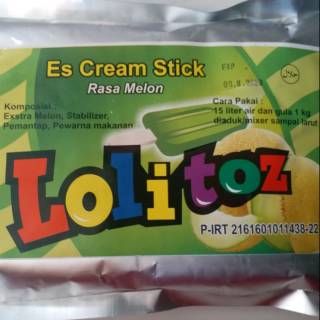 Es Cream Stick
Rasa Melon
EXP
Komposisi :
Exstra Melon, Stabilizer,
Pemantap, Pewarna makanan
Cara Pakai :
15 liter air dan gula 1 kg
diaduk/mixer sampai larut
Lolitoz
P-IRT 2161601011438-22